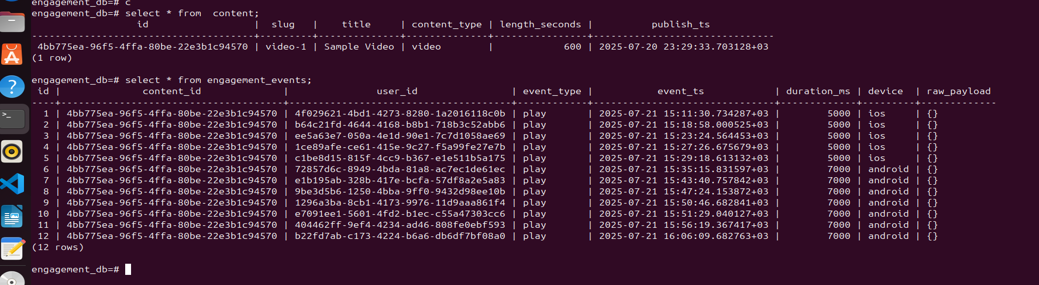 engagement_db=# c
engagement_db=# select * from  content;
id | slug | title | content_type | length_seconds | publish_ts
4bb775ea-96f5-4ffa-80be-22e3b1c94570 | video-1 | Sample Video | video | 600 | 2025-07-20 23:29:33.703128+03
(1 row)
engagement_db=# select * from engagement_events;
id | content_id | user_id | event_type | event_ts | duration_ms | device | raw_payload
1 | 4bb775ea-96f5-4ffa-80be-22e3b1c94570 | 4f029621-4bd1-4273-8280-1a2016118c0b | play | 2025-07-21 15:11:30.734287+03 | 5000 | ios | {}
2 | 4bb775ea-96f5-4ffa-80be-22e3b1c94570 | b64c21fd-4644-4168-b8b1-718b3c52abb6 | play | 2025-07-21 15:18:58.000525+03 | 5000 | ios | {}
3 | 4bb775ea-96f5-4ffa-80be-22e3b1c94570 | ee5a63e7-050a-4e1d-90e1-7c7d1058ae69 | play | 2025-07-21 15:23:24.564453+03 | 5000 | ios | {}
4 | 4bb775ea-96f5-4ffa-80be-22e3b1c94570 | 1ce89afe-ce61-415e-9c27-f5a99fe27e7b | play | 2025-07-21 15:27:26.675679+03 | 5000 | ios | {}
5 | 4bb775ea-96f5-4ffa-80be-22e3b1c94570 | c1be8d15-815f-4cc9-b367-e1e511b5a175 | play | 2025-07-21 15:29:18.613132+03 | 5000 | ios | {}
6 | 4bb775ea-96f5-4ffa-80be-22e3b1c94570 | 72857d6c-8949-4bda-81a8-ac7ec1de61ec | play | 2025-07-21 15:35:15.831597+03 | 7000 | android | {}
7 | 4bb775ea-96f5-4ffa-80be-22e3b1c94570 | e1b195ab-328b-417e-bcfa-57df8a2e5a83 | play | 2025-07-21 15:43:40.757842+03 | 7000 | android | {}
8 | 4bb775ea-96f5-4ffa-80be-22e3b1c94570 | 9be3d5b6-1250-4bba-9ff0-9432d98ee10b | play | 2025-07-21 15:47:24.153872+03 | 7000 | android | {}
9 | 4bb775ea-96f5-4ffa-80be-22e3b1c94570 | 1296a3ba-8cb1-4173-9976-11d9aaa861f4 | play | 2025-07-21 15:50:46.682841+03 | 7000 | android | {}
10 | 4bb775ea-96f5-4ffa-80be-22e3b1c94570 | e7091ee1-5601-4fd2-b1ec-c55a47303cc6 | play | 2025-07-21 15:51:29.040127+03 | 7000 | android | {}
11 | 4bb775ea-96f5-4ffa-80be-22e3b1c94570 | 404462ff-9ef4-4234-ad46-808fe0ebf593 | play | 2025-07-21 15:56:19.367417+03 | 7000 | android | {}
12 | 4bb775ea-96f5-4ffa-80be-22e3b1c94570 | b22fd7ab-c173-4224-b6a6-db6df7bf08a0 | play | 2025-07-21 16:06:09.682763+03 | 7000 | android | {}
(12 rows)
engagement_db=#